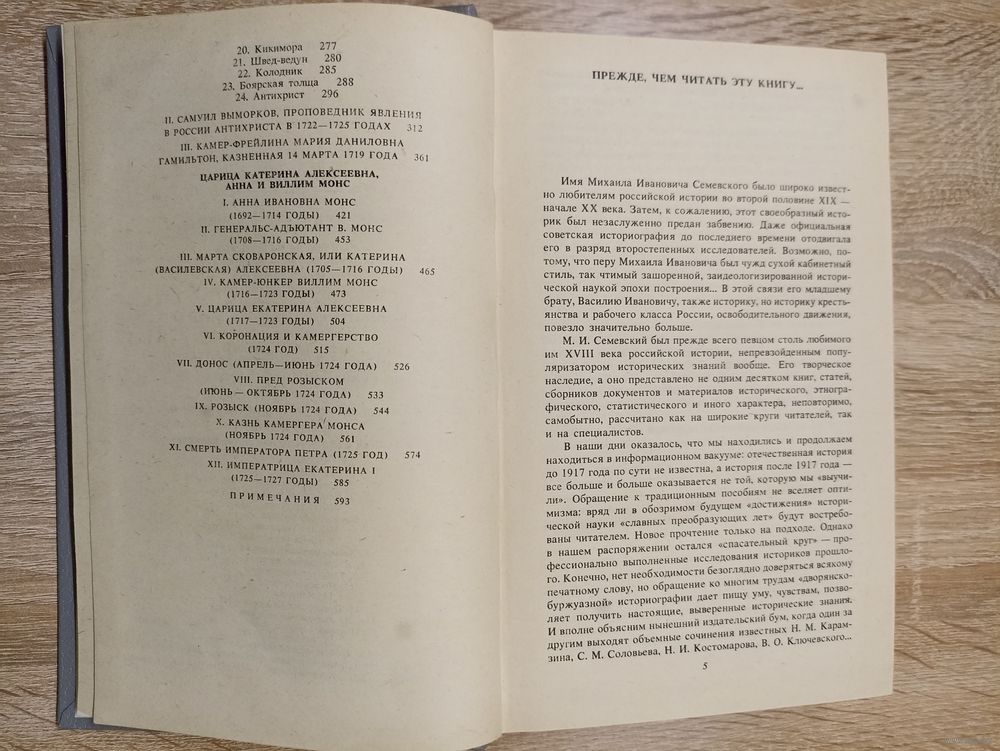 20. Кикимора 277
21. Швед-ведун 280
22. Колодник 285
23. Боярская толща 288
24. Антихрист 296
II. САМУИЛ ВЫМОРКОВ, ПРОПОВЕДНИК ЯВЛЕНИЯ
В РОССИИ АНТИХРИСТА В 1722—1725 ГОДАХ 312
III. КАМЕР-ФРЕЙЛИНА МАРИЯ ДАНИЛОВНА
ГАМИЛЬТОН, КАЗНЕННАЯ 14 МАРТА 1719 ГОДА 361
ЦАРИЦА КАТЕРИНА АЛЕКСЕЕВНА,
АННА И ВИЛЛИМ МОНС
I. АННА ИВАНОВНА МОНС
(1692—1714 ГОДЫ) 421
II. ГЕНЕРАЛЬС-АДЪЮТАНТ В. МОНС
(1708—1716 ГОДЫ) 453
III. МАРТА СКОВАРОНСКАЯ, ИЛИ КАТЕРИНА
(ВАСИЛЕВСКАЯ) АЛЕКСЕЕВНА (1705—1716 ГОДЫ) 465
IV. КАМЕР-ЮНКЕР ВИЛЛИМ МОНС
(1716—1723 ГОДЫ) 473
V. ЦАРИЦА ЕКАТЕРИНА АЛЕКСЕЕВНА
(1717—1723 ГОДЫ) 504
VI. КОРОНАЦИЯ И КАМЕРГЕРСТВО
(1724 ГОД) 515
VII. ДОНОС (АПРЕЛЬ—ИЮНЬ 1724 ГОДА) 526
VIII. ПРЕД РОЗЫСКОМ
(ИЮНЬ — ОКТЯБРЬ 1724 ГОДА) 533
IX. РОЗЫСК (НОЯБРЬ 1724 ГОДА) 544
X. КАЗНЬ КАМЕРГЕРА МОНСА
(НОЯБРЬ 1724 ГОДА) 561
XI. СМЕРТЬ ИМПЕРАТОРА ПЕТРА (1725 ГОД) 574
XII. ИМПЕРАТРИЦА ЕКАТЕРИНА I
(1725—1727 ГОДЫ) 585
ПРИМЕЧАНИЯ 593
ПРЕЖДЕ, ЧЕМ ЧИТАТЬ ЭТУ КНИГУ...
Имя Михаила Ивановича Семевского было широко извест-
но любителям российской истории во второй половине XIX —
начале XX века. Затем, к сожалению, этот своеобразный исто-
рик был незаслуженно предан забвению. Даже официальная
советская историография до последнего времени отодвигала
его в разряд второстепенных исследователей. Возможно, по-
тому, что перу Михаила Ивановича был чужд сухой кабинетный
стиль, так чтимый зашоренной, заидеологизированной истори-
ческой наукой эпохи построения... В этой связи его младшему
брату, Василию Ивановичу, также историку, но историку кресть-
янства и рабочего класса России, освободительного движения,
повезло значительно больше.
М. И. Семевский был прежде всего певцом столь любимого
им XVIII века российской истории, непревзойденным попу-
ляризатором исторических знаний вообще. Его творческое
наследие, а оно представлено не одним десятком книг, статей,
сборников документов и материалов исторического, этногра-
фического, статистического и иного характера, неповторимо,
самобытно, рассчитано как на широкие круги читателей, так
и на специалистов.
В наши дни оказалось, что мы находились и продолжаем
находиться в информационном вакууме: отечественная история
до 1917 года по сути не известна, а история после 1917 года —
все больше и больше оказывается не той, которую мы «выучи-
ли». Обращение к традиционным пособиям не вселяет опти-
мизма: вряд ли в обозримом будущем «достижения» истори-
ческой науки «славных преобразующих лет» будут востребо-
ваны читателем. Новое прочтение только на подходе. Однако
в нашем распоряжении остался «спасательный круг» — про-
фессионально выполненные исследования историков прошло-
го. Конечно, нет необходимости безоглядно доверяться всякому
печатному слову, но обращение ко многим трудам «дворянско-
буржуазной» историографии дает пищу уму, чувствам, позво-
ляет получить настоящие, выверенные исторические знания.
И вполне объясним нынешний издательский бум, когда один за
другим выходят объемные сочинения известных Н. М. Карам-
зина, С. М. Соловьева, Н. И. Костомарова, В. О. Ключевского...
5